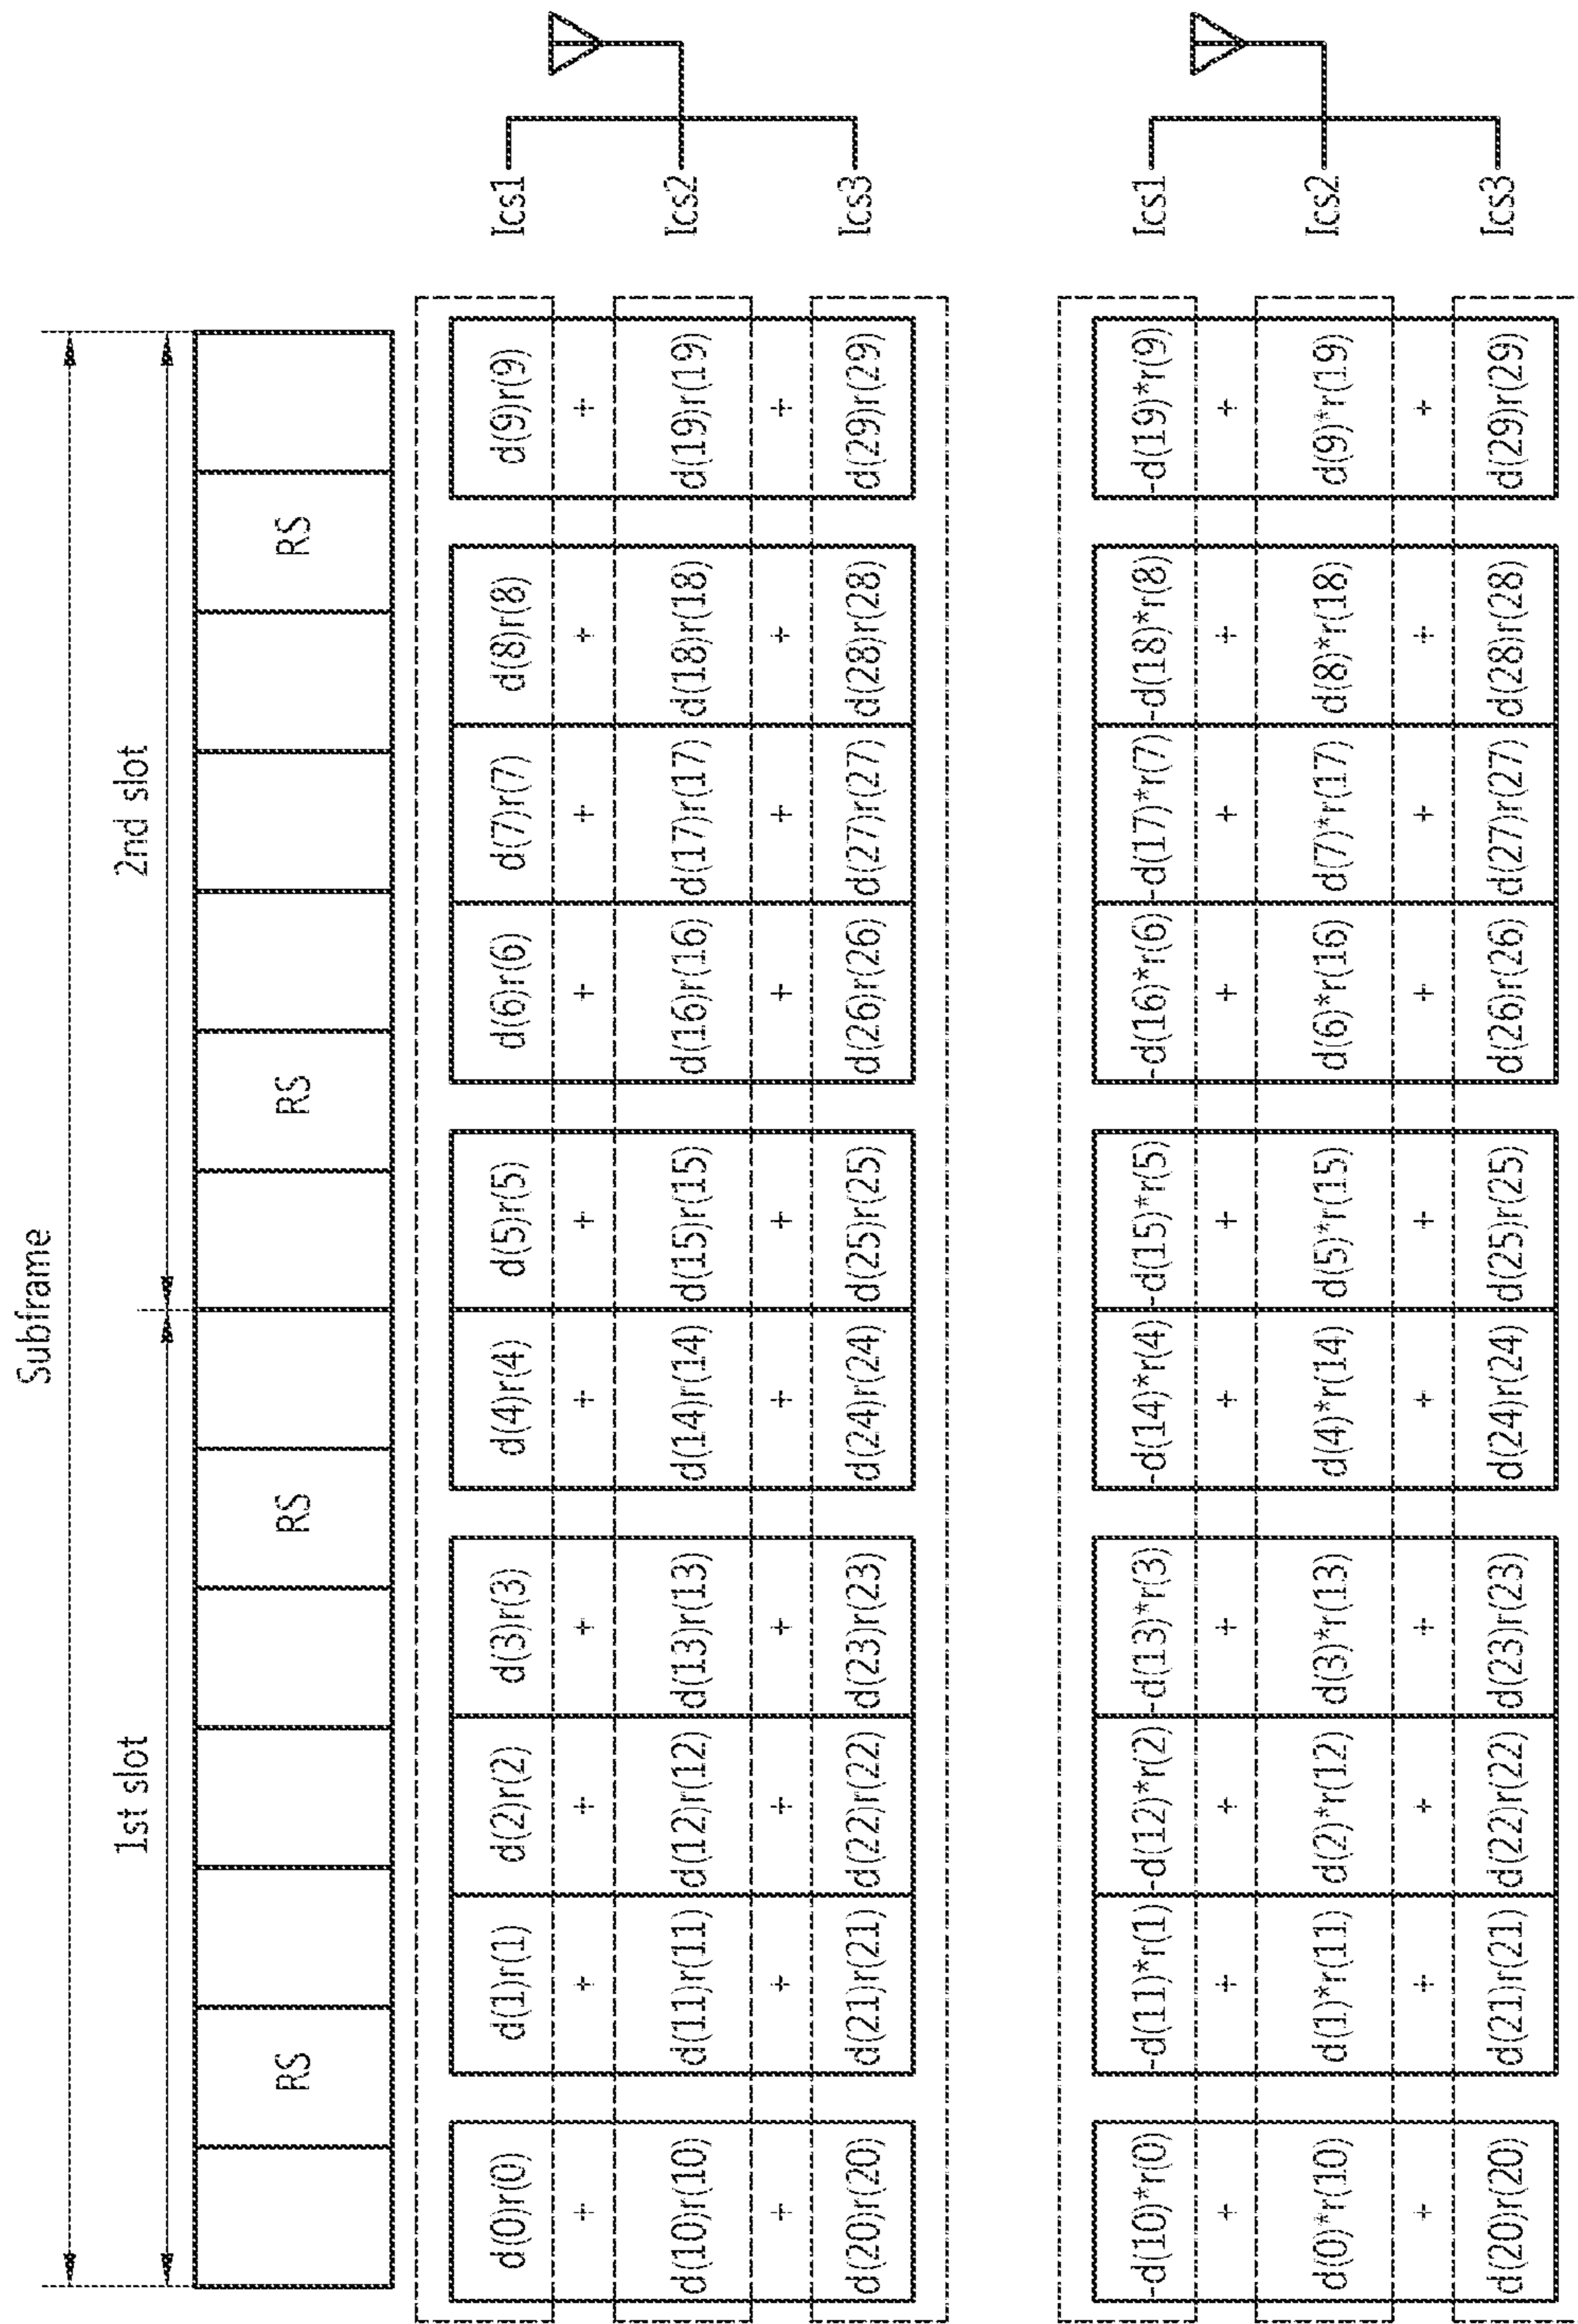 Subframe
1st slot
2nd slot
RS
RS
RS
RS
d(0)r(0) d(1)r(1) d(2)r(2) d(3)r(3) d(4)r(4) d(5)r(5) d(6)r(6) d(7)r(7) d(8)r(8) d(9)r(9) Ics1
+ + + + + + + + + +
d(10)r(10) d(11)r(11) d(12)r(12) d(13)r(13) d(14)r(14) d(15)r(15) d(16)r(16) d(17)r(17) d(18)r(18) d(19)r(19) Ics2
+ + + + + + + + + +
d(20)r(20) d(21)r(21) d(22)r(22) d(23)r(23) d(24)r(24) d(25)r(25) d(26)r(26) d(27)r(27) d(28)r(28) d(29)r(29) Ics3
-d(10)*r(0) -d(11)*r(1) -d(12)*r(2) -d(13)*r(3) -d(14)*r(4) -d(15)*r(5) -d(16)*r(6) -d(17)*r(7) -d(18)*r(8) -d(19)*r(9) Ics1
+ + + + + + + + + +
d(0)*r(10) d(1)*r(11) d(2)*r(12) d(3)*r(13) d(4)*r(14) d(5)*r(15) d(6)*r(16) d(7)*r(17) d(8)*r(18) d(9)*r(19) Ics2
+ + + + + + + + + +
d(20)r(20) d(21)r(21) d(22)r(22) d(23)r(23) d(24)r(24) d(25)r(25) d(26)r(26) d(27)r(27) d(28)r(28) d(29)r(29) Ics3